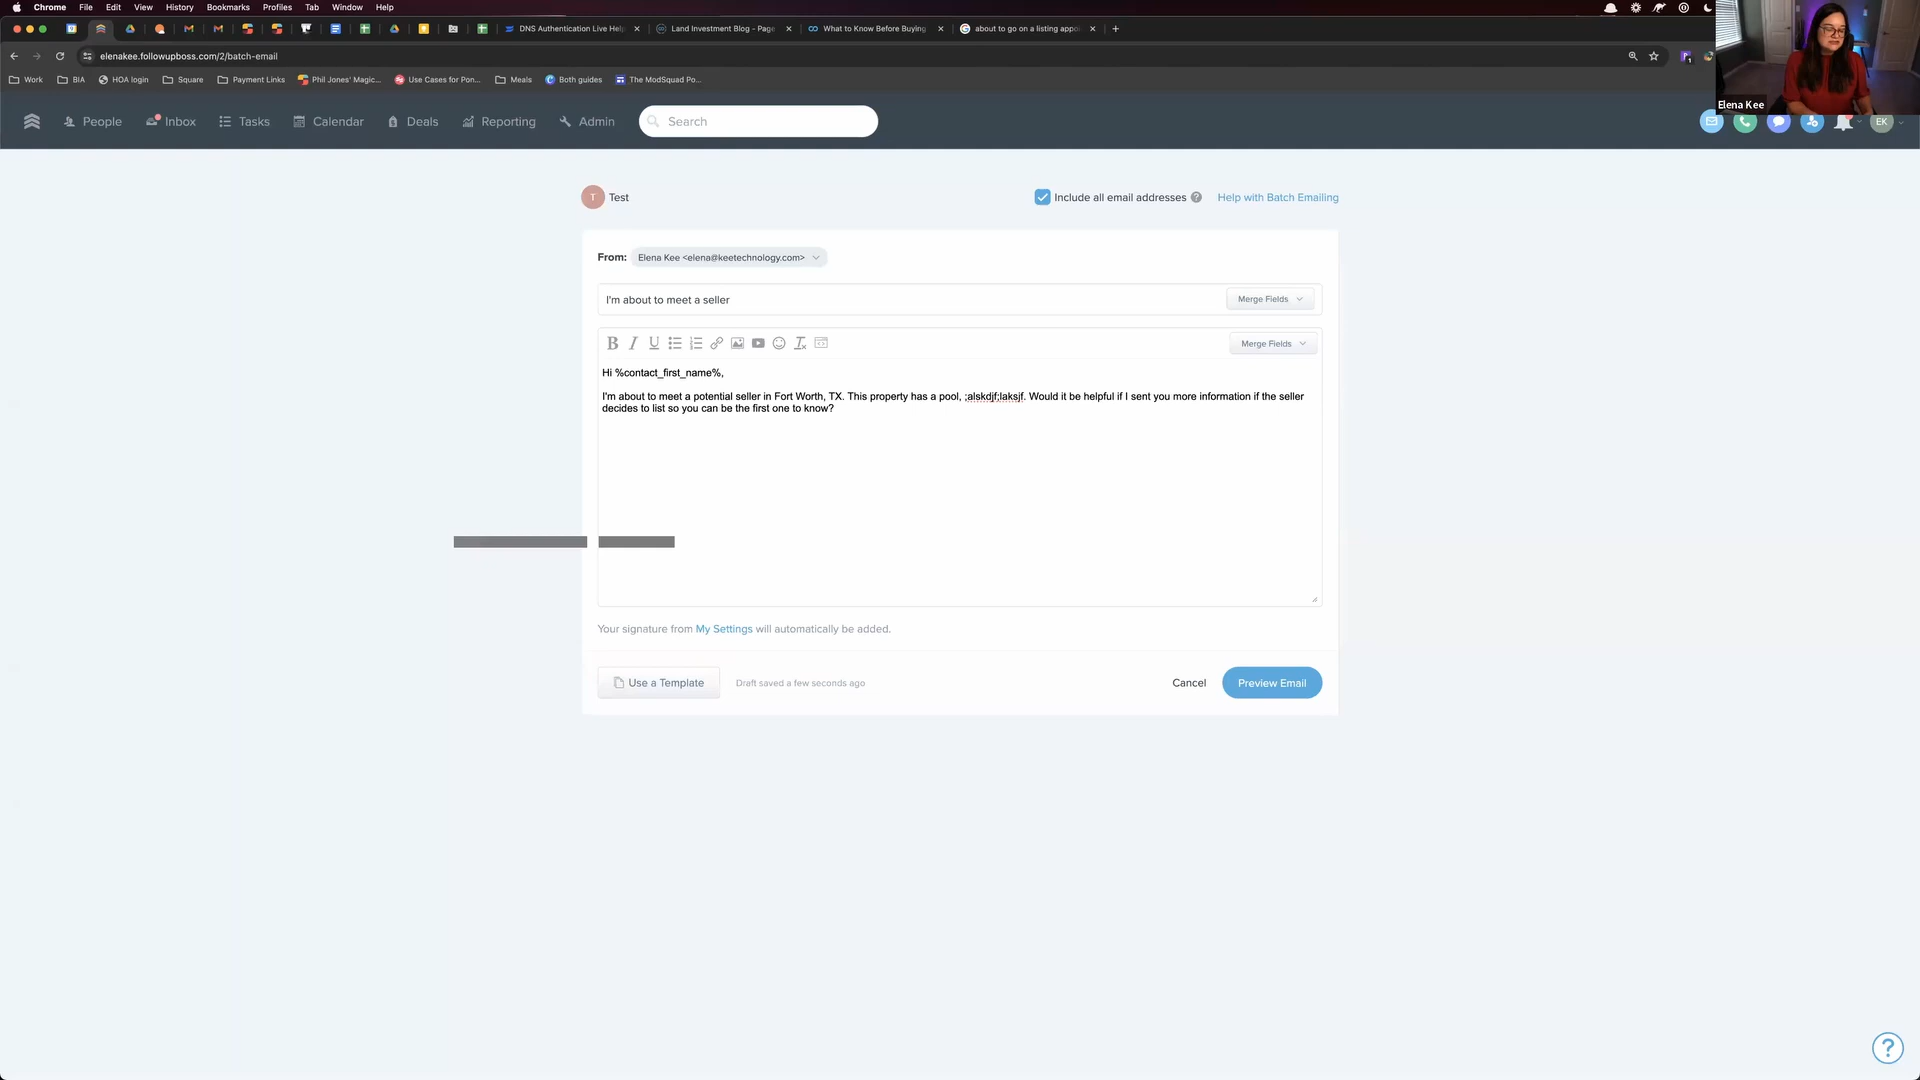 Chrome File Edit View History Bookmarks Profiles Tab Window Help
DNS Authentication Live Hel
Land Investment Blog - Page
What to Know Before Buying
about to go on a listing appoi
elenakee.followupboss.com/2/batch-email
Work BIA HOA login Square Payment Links Phil Jones' Magic... Use Cases for Pon... Meals Both guides The ModSquad Po...
Elena Kee
People Inbox Tasks Calendar Deals Reporting Admin Search EK
T Test Include all email addresses ? Help with Batch Emailing
From: Elena Kee <elena@keetechnology.com>
I'm about to meet a seller Merge Fields
B I U Merge Fields
Hi %contact_first_name%,
I'm about to meet a potential seller in Fort Worth, TX. This property has a pool, ;alskdjf;laksjf. Would it be helpful if I sent you more information if the seller
decides to list so you can be the first one to know?
Your signature from My Settings will automatically be added.
Use a Template Draft saved a few seconds ago Cancel Preview Email
?